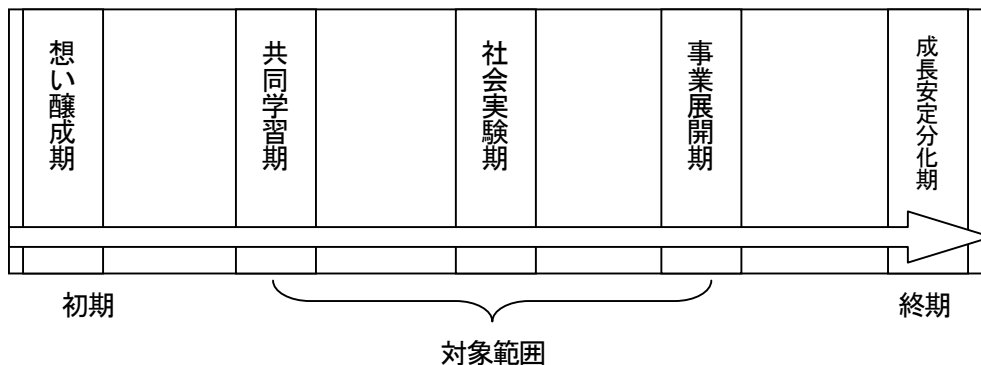 想い醸成期
共同学習期
社会実験期
事業展開期
成長安定分化期
初期
終期
対象範囲